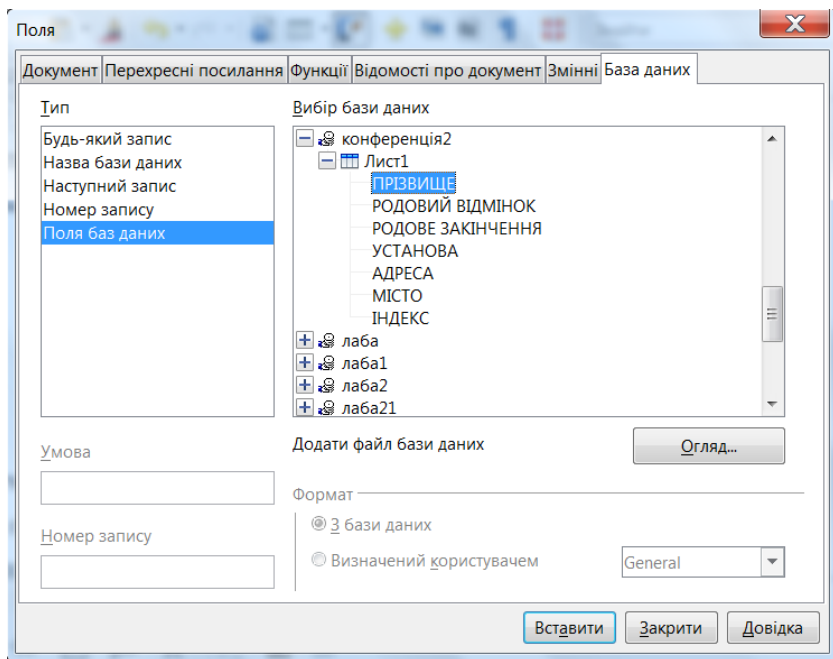 Поля
Документ Перехресні посилання Функції Відомості про документ Змінні База даних
Тип
Будь-який запис
Назва бази даних
Наступний запис
Номер запису
Поля баз даних
Вибір бази даних
конференція2
Лист1
ПРІЗВИЩЕ
РОДОВИЙ ВІДМІНОК
РОДОВЕ ЗАКІНЧЕННЯ
УСТАНОВА
АДРЕСА
МІСТО
ІНДЕКС
лаба
лаба1
лаба2
лаба21
Умова
Номер запису
Додати файл бази даних Огляд...
Формат
З бази даних
Визначений користувачем General
Вставити Закрити Довідка